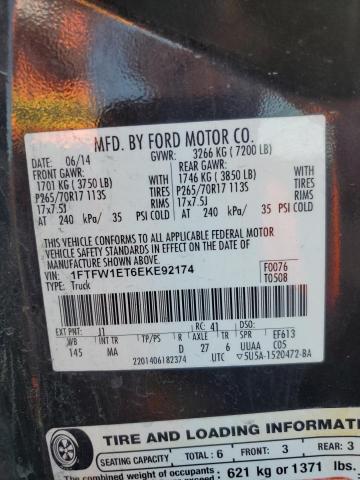 MFD. BY FORD MOTOR CO.
DATE: 06/14 GVWR: 3266 KG ( 7200 LB)
FRONT GAWR: REAR GAWR:
1701 KG ( 3750 LB) 1746 KG ( 3850 LB)
P265/70R17 113S TIRES P265/70R17 113S TIRES
17x7.5J RIMS 17x7.5J RIMS
AT 240 kPa/ 35 PSI COLD AT 240 kPa/ 35 PSI COLD
THIS VEHICLE CONFORMS TO ALL APPLICABLE FEDERAL MOTOR
VEHICLE SAFETY STANDARDS IN EFFECT ON THE DATE OF
MANUFACTURE SHOWN ABOVE.
VIN: 1FTFW1ET6EKE92174 F0076
TYPE: Truck T0508
EXT PNT: J1 RC: 41 DSO:
WB INT TR TP/PS R AXLE TR SPR EF613
145 MA D 27 6 UUAA C05
2201406182374 UTC 5U5A-1520472-BA
TIRE AND LOADING INFORMATI
SEATING CAPACITY TOTAL : 6 FRONT: 3 REAR: 3
The combined weight of occupants 621 kg or 1371 lbs.